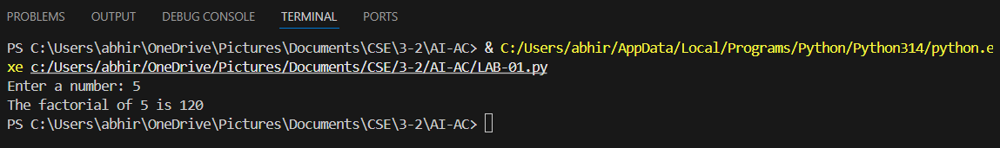 PROBLEMS OUTPUT DEBUG CONSOLE TERMINAL PORTS
PS C:\Users\abhir\OneDrive\Pictures\Documents\CSE\3-2\AI-AC> & C:/Users/abhir/AppData/Local/Programs/Python/Python314/python.e
xe c:/Users/abhir/OneDrive/Pictures/Documents/CSE/3-2/AI-AC/LAB-01.py
Enter a number: 5
The factorial of 5 is 120
PS C:\Users\abhir\OneDrive\Pictures\Documents\CSE\3-2\AI-AC>